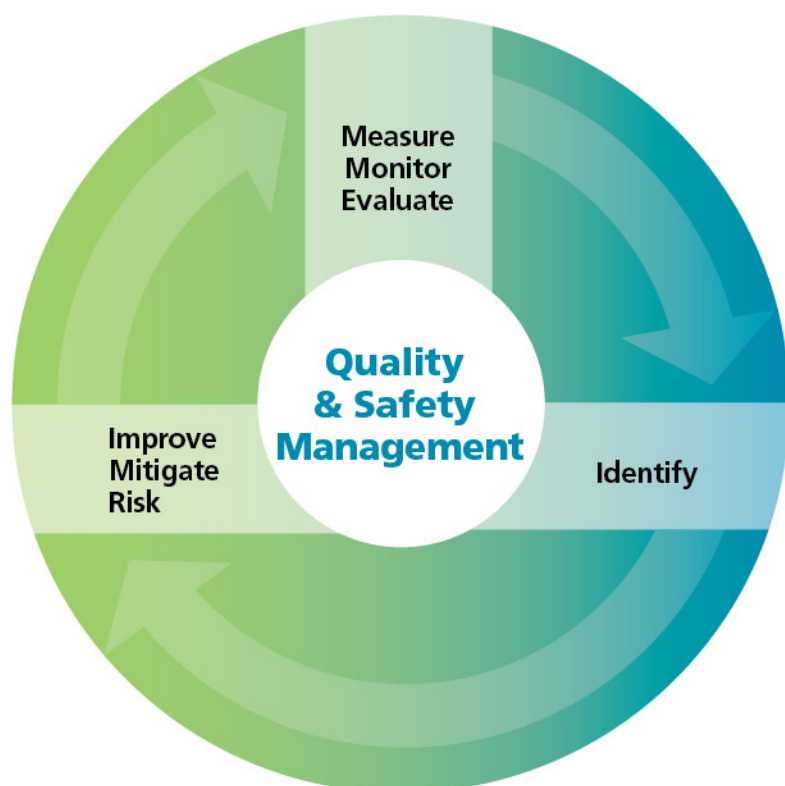 Measure
Monitor
Evaluate
Quality
& Safety
Management
Improve
Mitigate
Risk
Identify